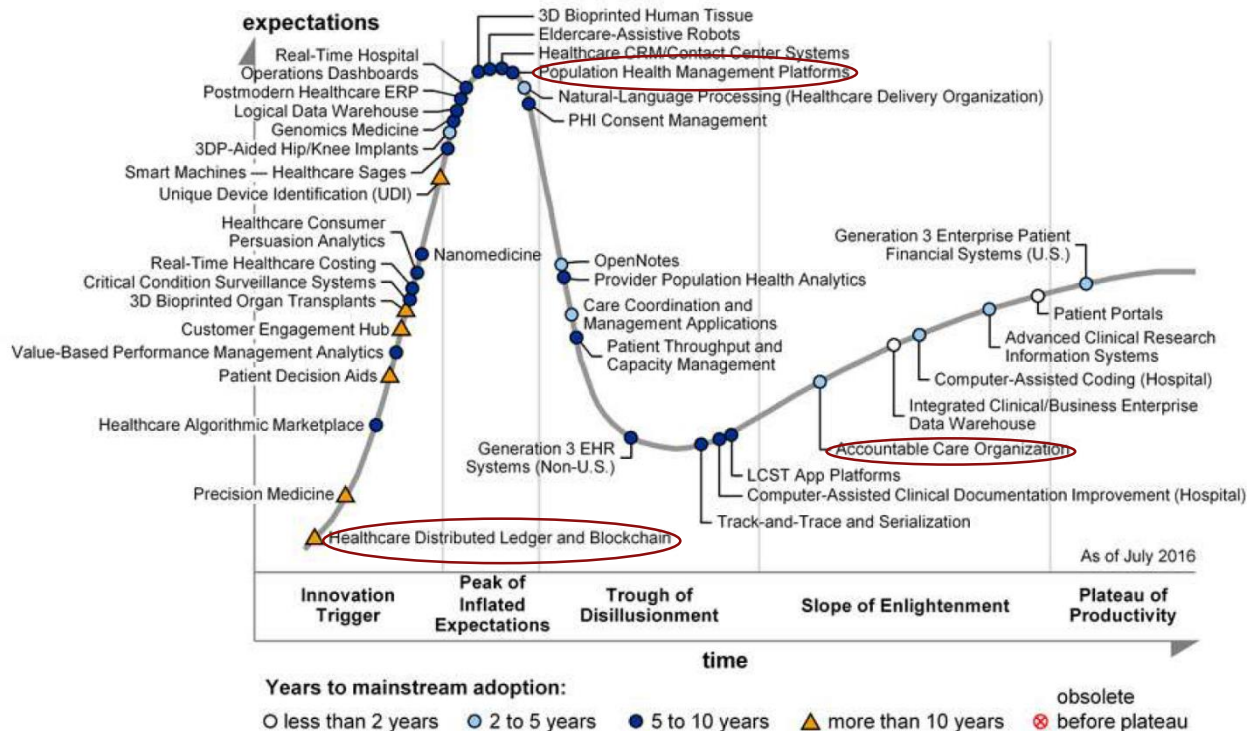 expectations
3D Bioprinted Human Tissue
Eldercare-Assistive Robots
Healthcare CRM/Contact Center Systems
Population Health Management Platforms
Natural-Language Processing (Healthcare Delivery Organization)
PHI Consent Management
Real-Time Hospital
Operations Dashboards
Postmodern Healthcare ERP
Logical Data Warehouse
Genomics Medicine
3DP-Aided Hip/Knee Implants
Smart Machines — Healthcare Sages
Unique Device Identification (UDI)
Healthcare Consumer
Persuasion Analytics
Nanomedicine
Real-Time Healthcare Costing
Critical Condition Surveillance Systems
3D Bioprinted Organ Transplants
Customer Engagement Hub
Value-Based Performance Management Analytics
Patient Decision Aids
Healthcare Algorithmic Marketplace
Precision Medicine
Healthcare Distributed Ledger and Blockchain
OpenNotes
Provider Population Health Analytics
Care Coordination and
Management Applications
Patient Throughput and
Capacity Management
Generation 3 EHR
Systems (Non-U.S.)
LCST App Platforms
Computer-Assisted Clinical Documentation Improvement (Hospital)
Track-and-Trace and Serialization
Generation 3 Enterprise Patient
Financial Systems (U.S.)
Patient Portals
Advanced Clinical Research
Information Systems
Computer-Assisted Coding (Hospital)
Integrated Clinical/Business Enterprise
Data Warehouse
Accountable Care Organization
As of July 2016
Innovation
Trigger
Peak of
Inflated
Expectations
Trough of
Disillusionment
Slope of Enlightenment
Plateau of
Productivity
time
Years to mainstream adoption:
less than 2 years
2 to 5 years
5 to 10 years
more than 10 years
obsolete
before plateau